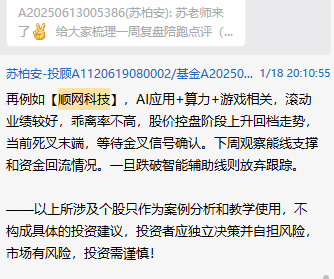 A20250613005386(苏柏安): 苏老师来
了✌ 给大家梳理一周复盘陪跑点评（...
苏柏安-投顾A1120619080002/基金A20250... 1/18 20:10:55
再例如【顺网科技】，AI应用+算力+游戏相关，滚动
业绩较好，乖离率不高，股价控盘阶段上升回档走势，
当前死叉末端，等待金叉信号确认。下周观察能线支撑
和资金回流情况。一旦跌破智能辅助线则放弃跟踪。
——以上所涉及个股只作为案例分析和教学使用，不
构成具体的投资建议，投资者应独立决策并自担风险，
市场有风险，投资需谨慎！